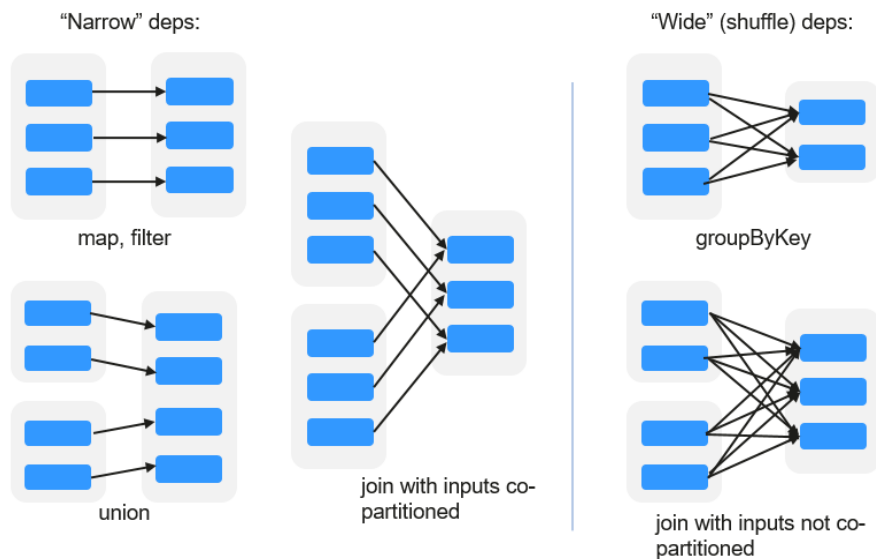 “Narrow” deps:
“Wide” (shuffle) deps:
map, filter
groupByKey
union
join with inputs co-
partitioned
join with inputs not co-
partitioned